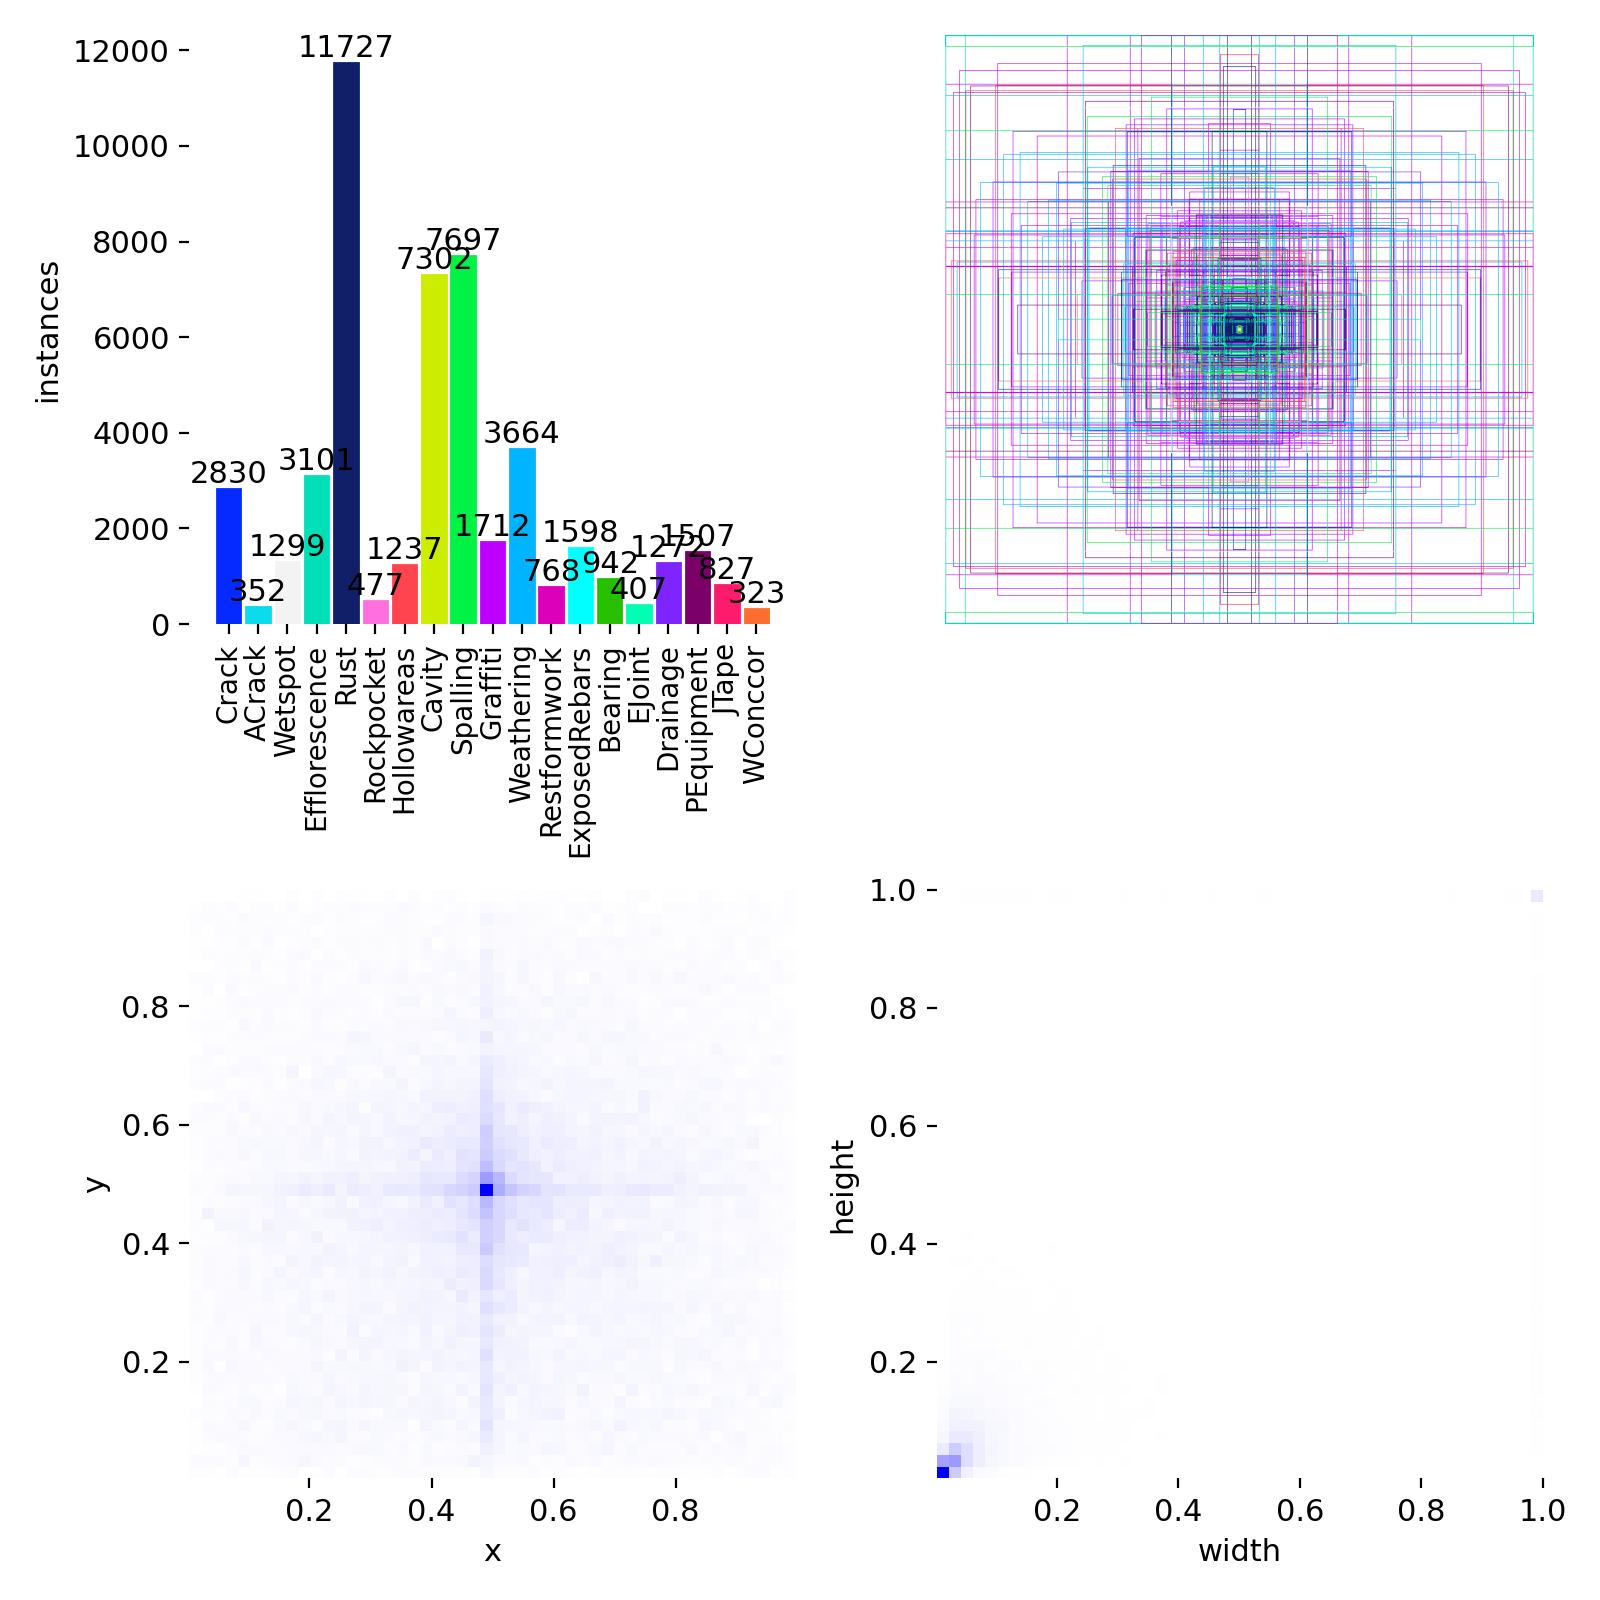 12000
10000
8000
6000
4000
2000
0
instances
2830
352
1299
3101
11727
477
1237
7302
7697
1712
3664
768
1598
942
407
1272
1507
827
323
Crack
ACrack
Wetspot
Efflorescence
Rust
Rockpocket
Hollowareas
Cavity
Spalling
Graffiti
Weathering
Restformwork
ExposedRebars
Bearing
EJoint
Drainage
PEquipment
JTape
WConccor
0.8
0.6
0.4
0.2
y
0.2 0.4 0.6 0.8
x
1.0
0.8
0.6
0.4
0.2
height
0.2 0.4 0.6 0.8 1.0
width